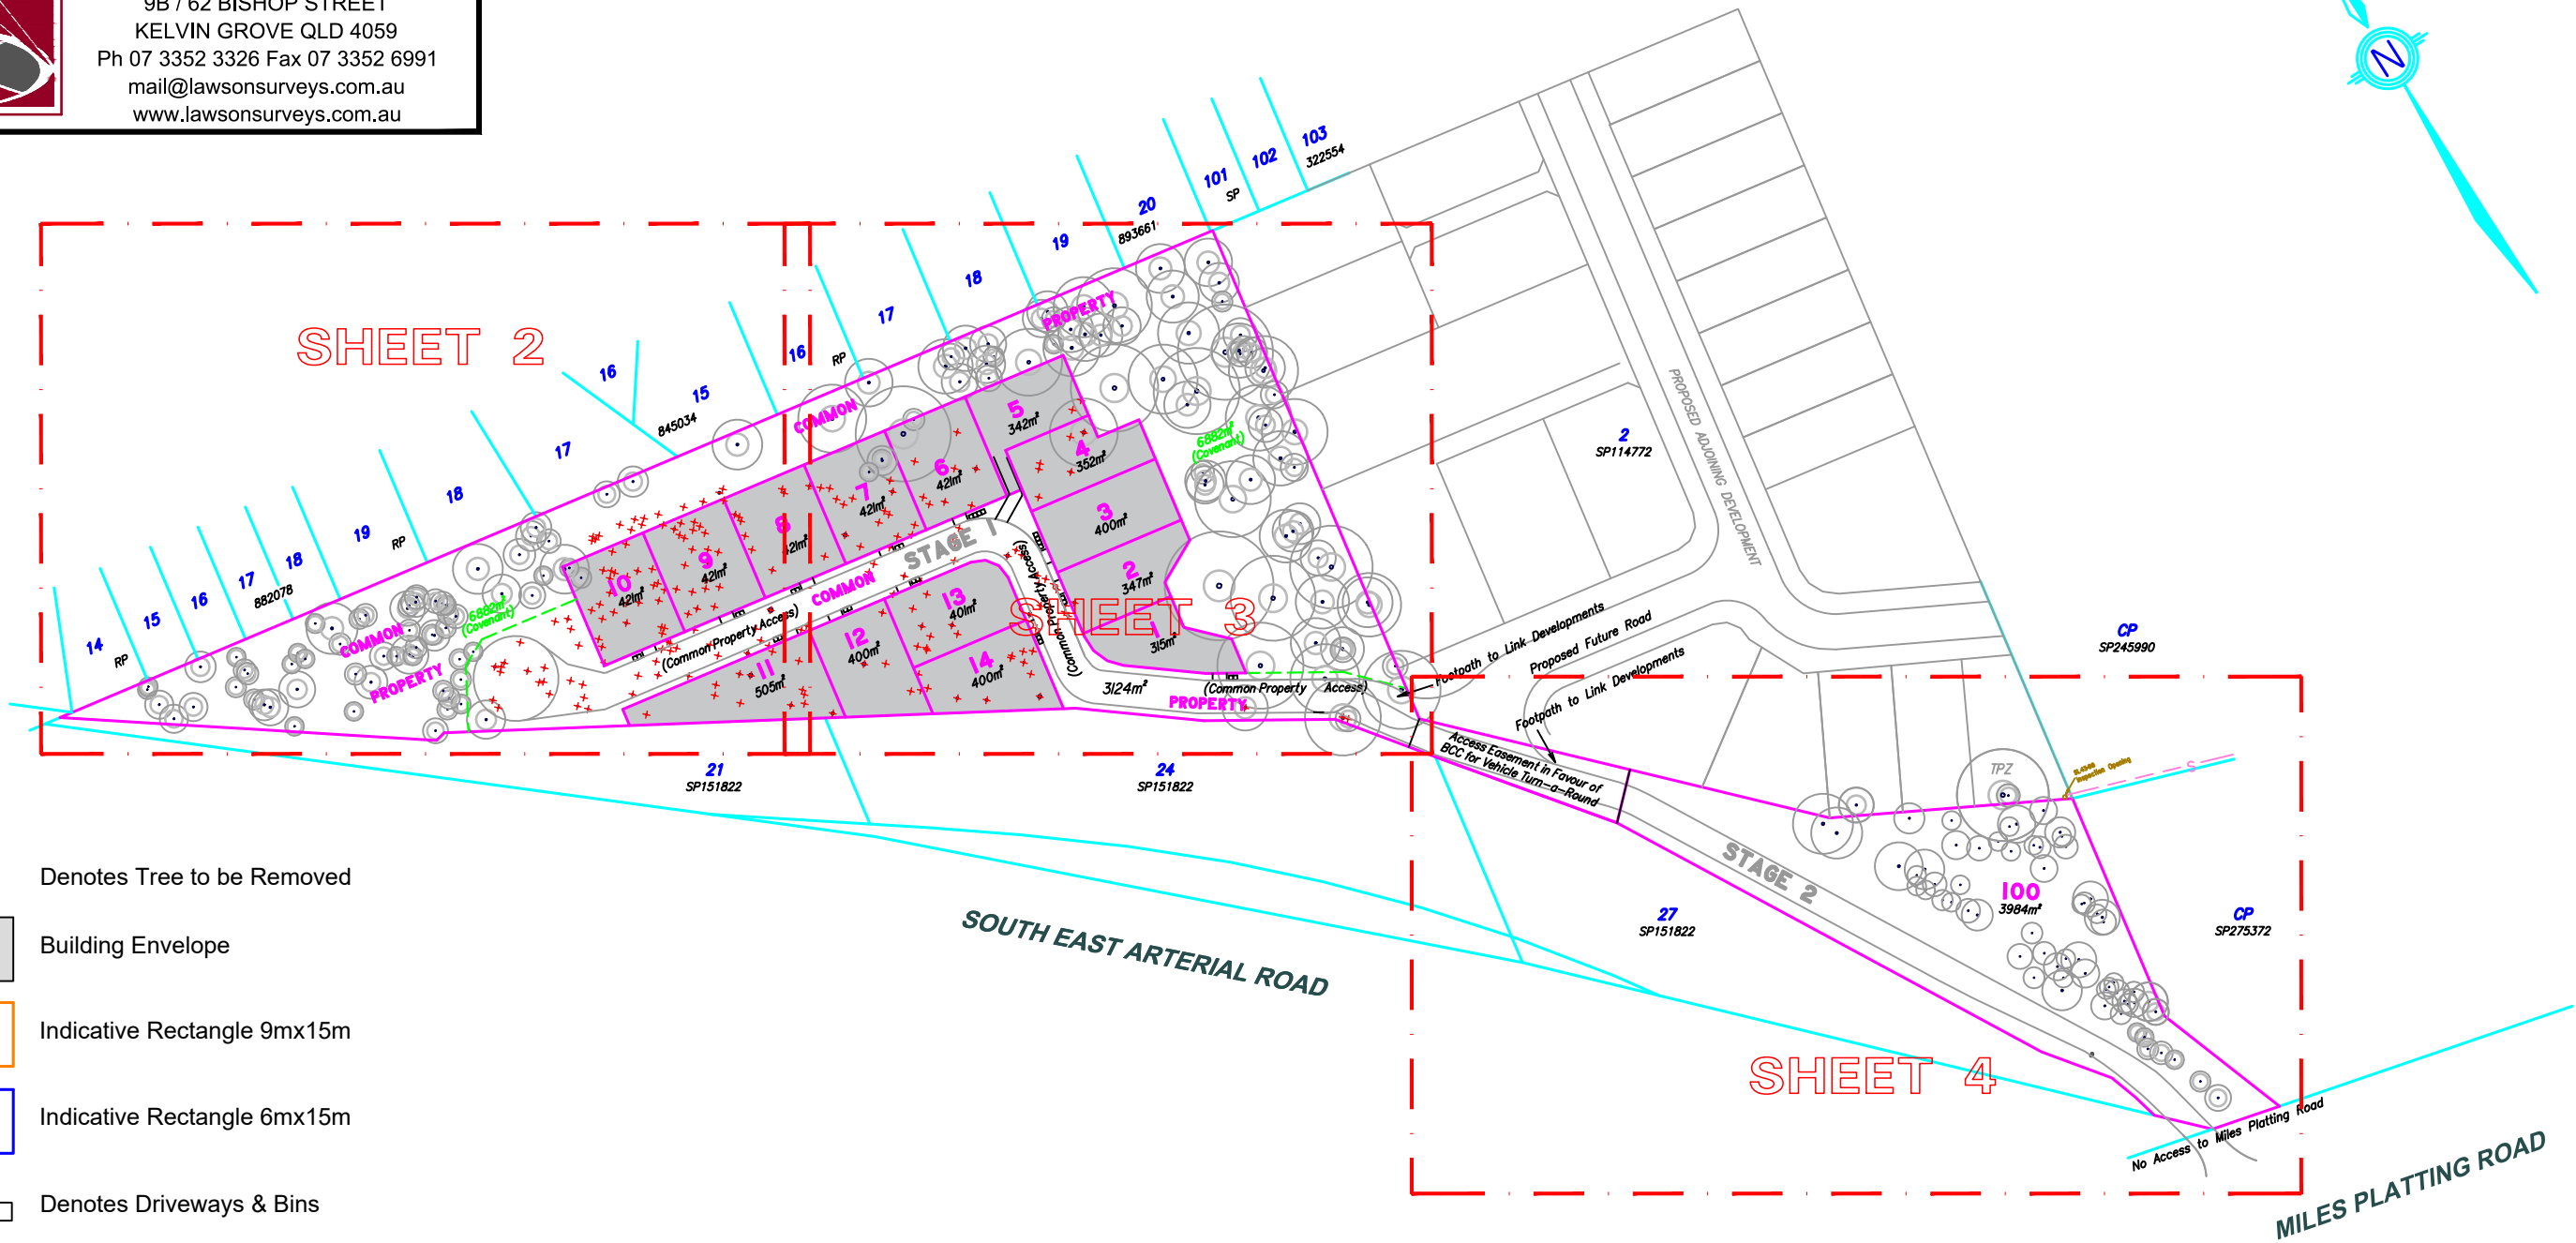 9B / 62 BISHOP STREET
KELVIN GROVE QLD 4059
Ph 07 3352 3326 Fax 07 3352 6991
mail@lawsonsurveys.com.au
www.lawsonsurveys.com.au
N
103
322554
102
101
SP
20
893661
19
18
17
16
RP
SHEET 2
16
15
845034
17
18
19
RP
18
17
882078
16
15
14
RP
PROPERTY
COMMON
5
342m²
4
352m²
3
400m²
2
347m²
1
315m²
6
421m²
7
421m²
8
421m²
9
421m²
10
421m²
6882m²
(Covenant)
6882m²
(Covenant)
COMMON
PROPERTY
STAGE 1
COMMON
(Common Property Access)
(Common Property Access)
SHEET 3
11
505m²
12
400m²
13
401m²
14
400m²
3124m²
(Common Property Access)
PROPERTY
2
SP114772
PROPOSED ADJOINING DEVELOPMENT
Footpath to Link Developments
Proposed Future Road
Footpath to Link Developments
Access Easement in Favour of
BCC for Vehicle Turn-a-Round
CP
SP245990
TPZ
Inspection Opening
S
21
SP151822
24
SP151822
27
SP151822
STAGE 2
100
3984m²
CP
SP275372
SOUTH EAST ARTERIAL ROAD
SHEET 4
No Access to Miles Platting Road
MILES PLATTING ROAD
Denotes Tree to be Removed
Building Envelope
Indicative Rectangle 9mx15m
Indicative Rectangle 6mx15m
Denotes Driveways & Bins